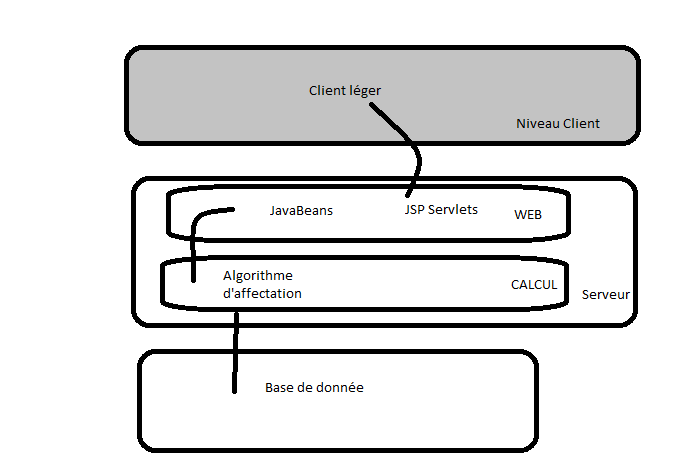 Client léger
Niveau Client
JavaBeans
JSP Servlets
WEB
Algorithme
d'affectation
CALCUL
Serveur
Base de donnée